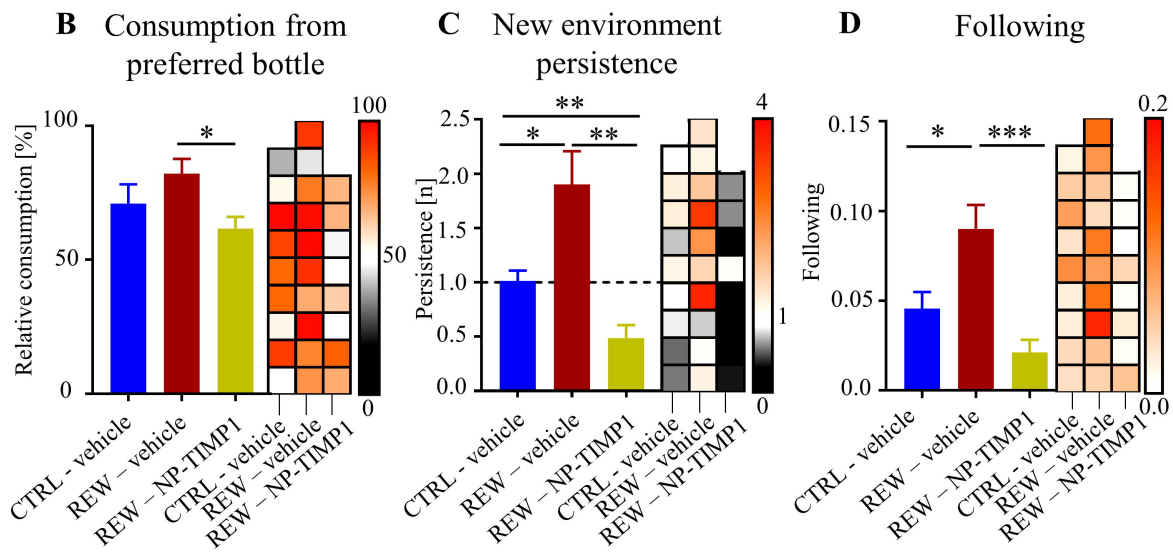 B Consumption from
preferred bottle
Relative consumption [%]
100
50
0
*
100
50
0
CTRL - vehicle
REW – vehicle
REW – NP-TIMP1
CTRL - vehicle
REW – vehicle
REW – NP-TIMP1
C New environment
persistence
Persistence [n]
2.5
2.0
1.5
1.0
0.5
0.0
**
* **
4
1
0
CTRL - vehicle
REW – vehicle
REW – NP-TIMP1
CTRL - vehicle
REW – vehicle
REW – NP-TIMP1
D Following
Following
0.15
0.10
0.05
0.0
* ***
0.2
0.0
CTRL - vehicle
REW – vehicle
REW – NP-TIMP1
CTRL - vehicle
REW – vehicle
REW – NP-TIMP1